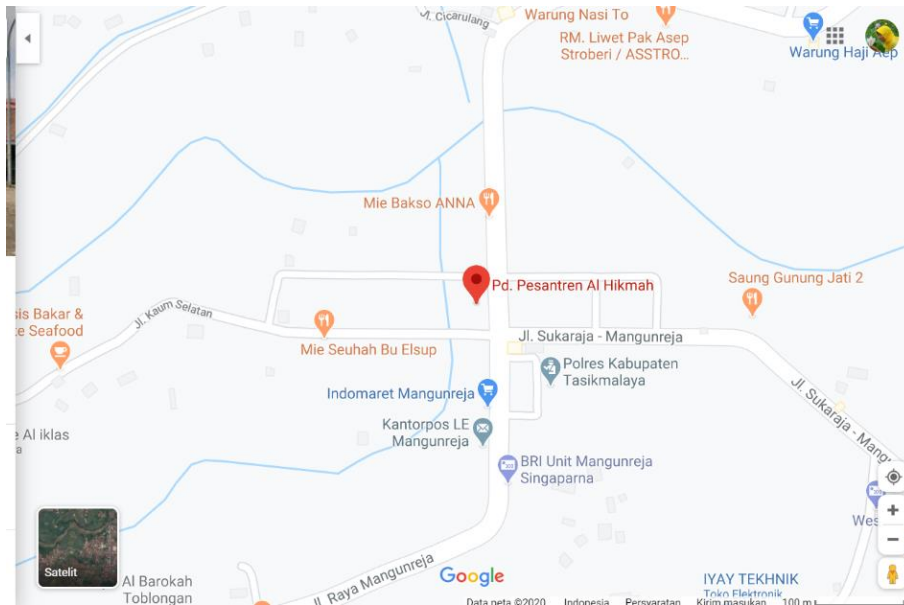 Jl. Cicarulang
Warung Nasi To
RM. Liwet Pak Asep
Stroberi / ASSTRO...
Warung Haji Aep
Mie Bakso ANNA
Pd. Pesantren Al Hikmah
Saung Gunung Jati 2
sis Bakar &
te Seafood
Jl. Kaum Selatan
Mie Seuhah Bu Elsup
Jl. Sukaraja - Mangunreja
Polres Kabupaten
Tasikmalaya
Indomaret Mangunreja
Jl. Sukaraja - Mang
Kantorpos LE
Mangunreja
e Al iklas
a
BRI Unit Mangunreja
Singaparna
Wes
Satelit
Al Barokah
Toblongan
Jl. Raya Mangunreja
Google
IYAY TEKHNIK
Toko Elektronik
Data peta ©2020 Indonesia Persyaratan Kirim masukan 100 m